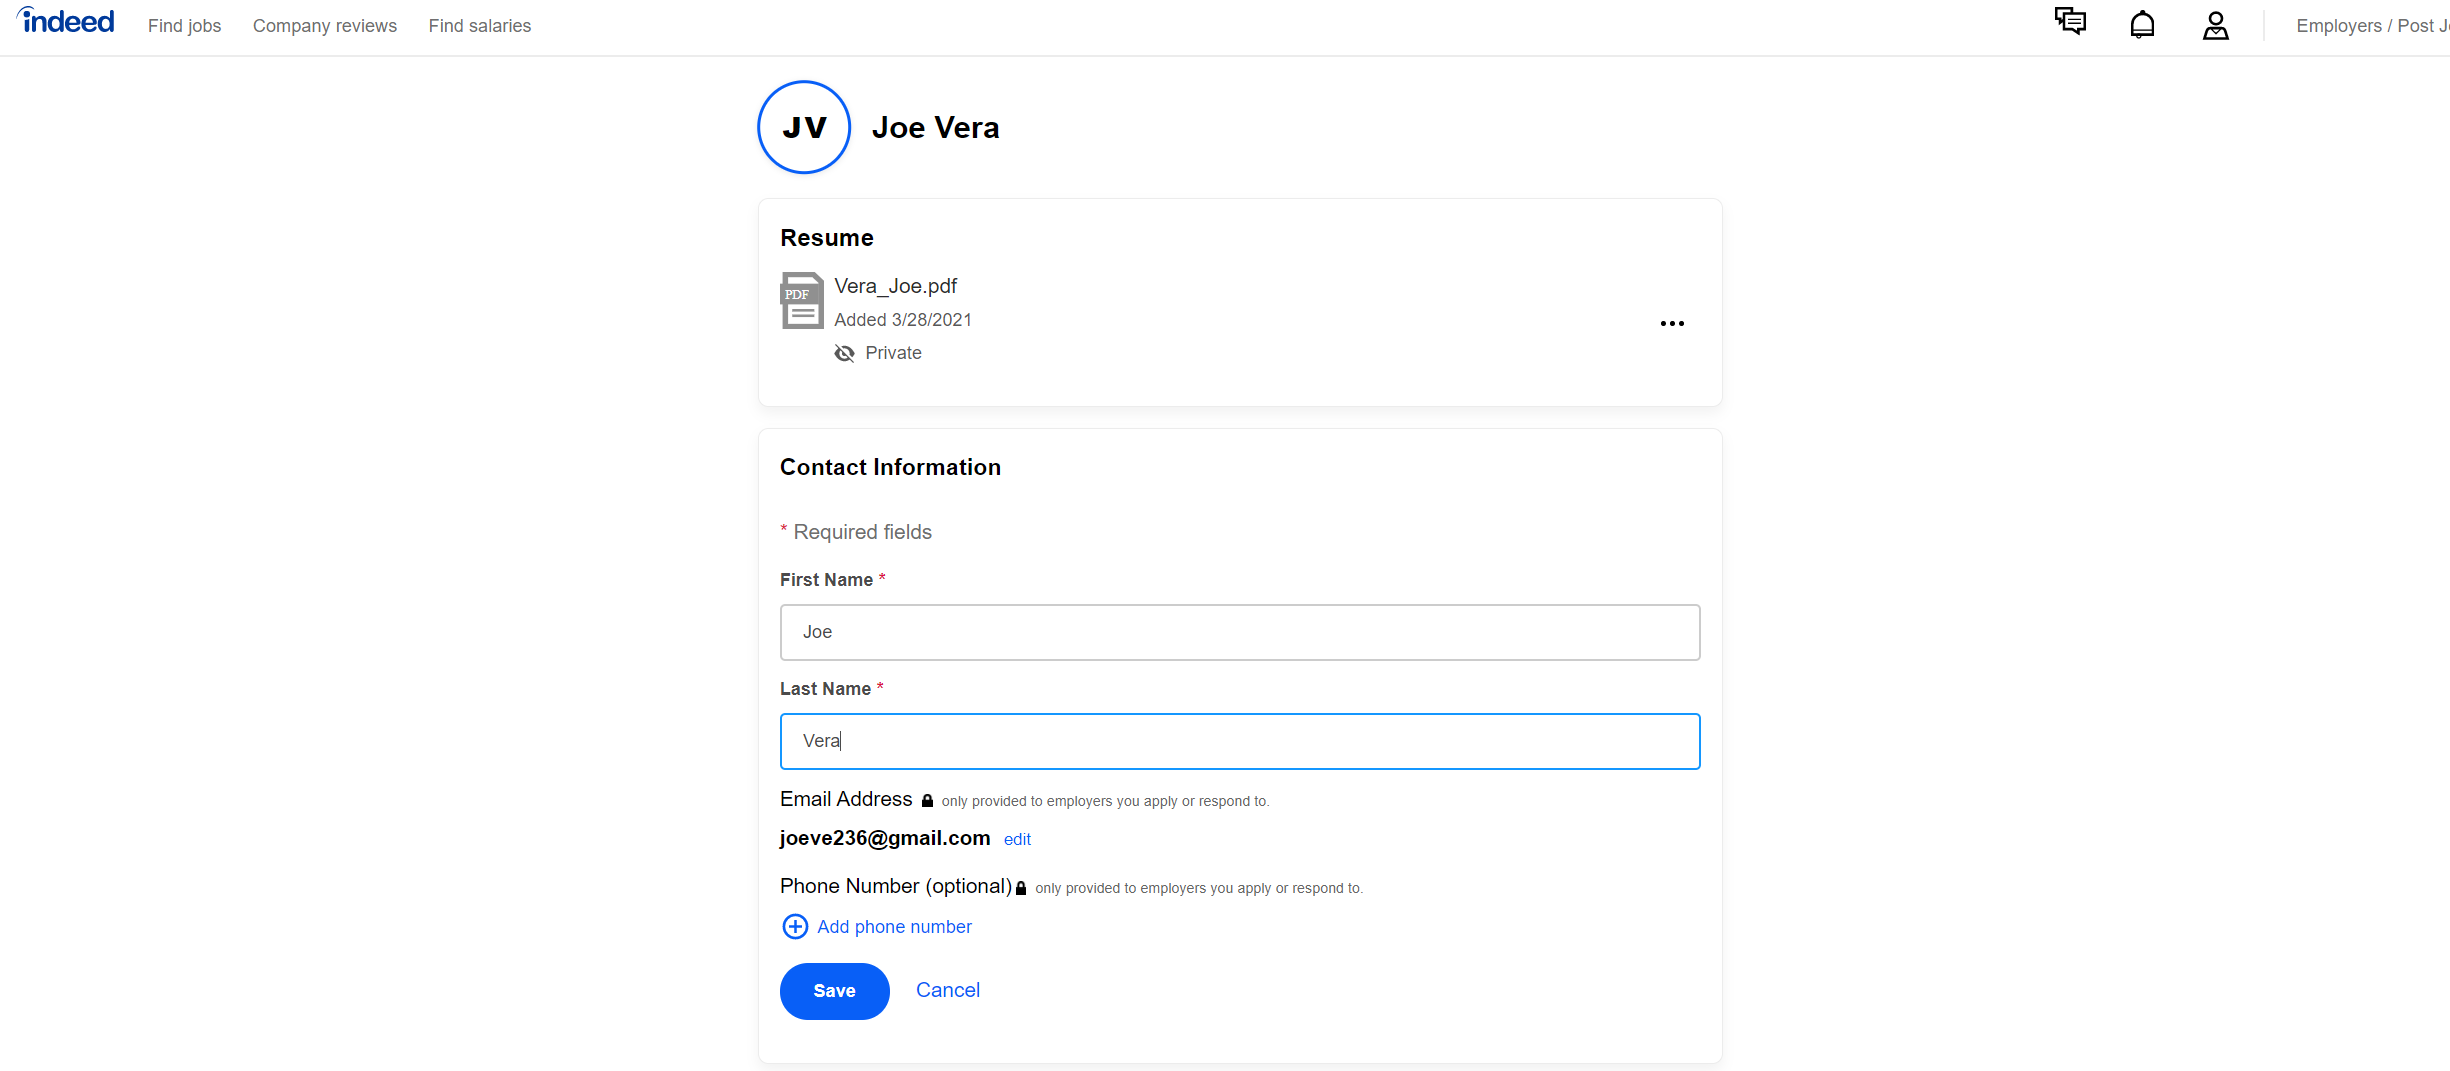 indeed Find jobs Company reviews Find salaries Employers / Post J
JV Joe Vera
Resume
PDF Vera_Joe.pdf
Added 3/28/2021
Private
Contact Information
* Required fields
First Name *
Joe
Last Name *
Vera
Email Address only provided to employers you apply or respond to.
joeve236@gmail.com edit
Phone Number (optional) only provided to employers you apply or respond to.
Add phone number
Save Cancel